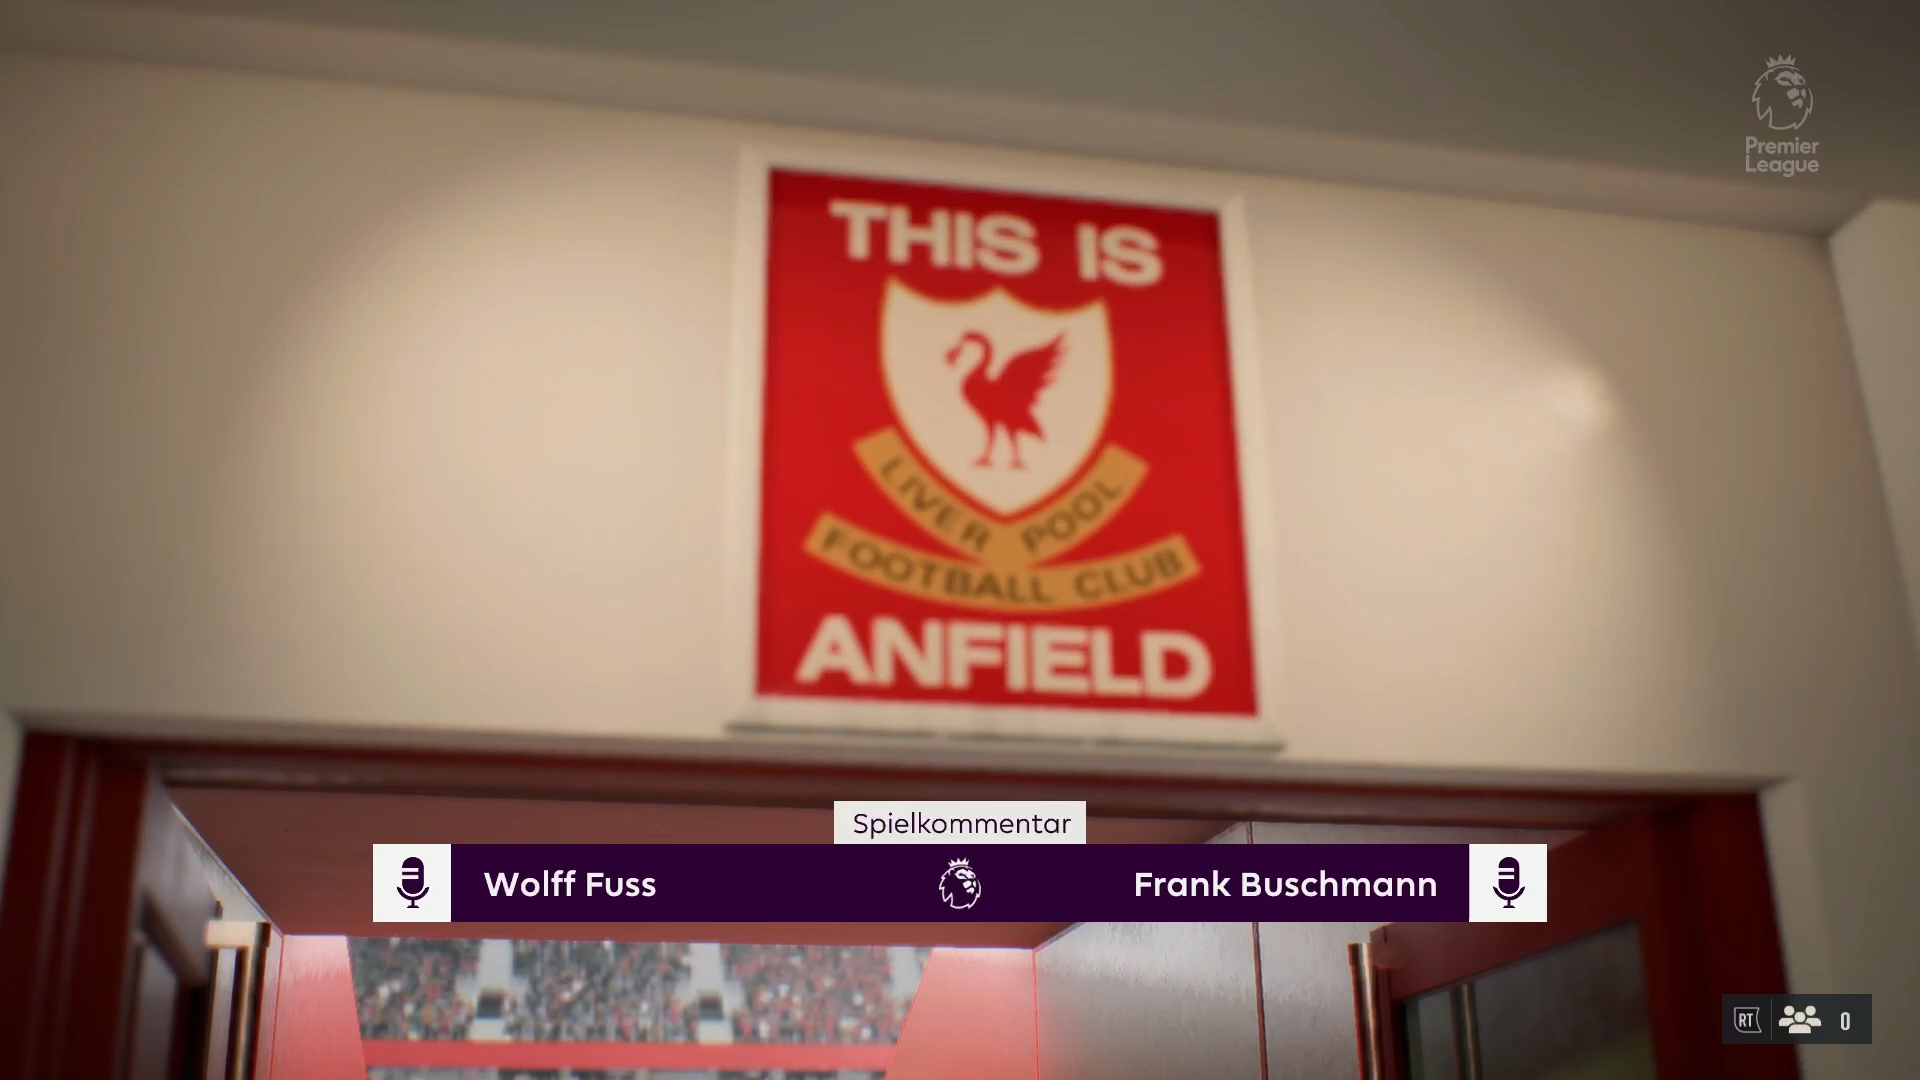 Premier
League
THIS IS
LIVER POOL
FOOTBALL CLUB
ANFIELD
Spielkommentar
Wolff Fuss
Frank Buschmann
RT
0